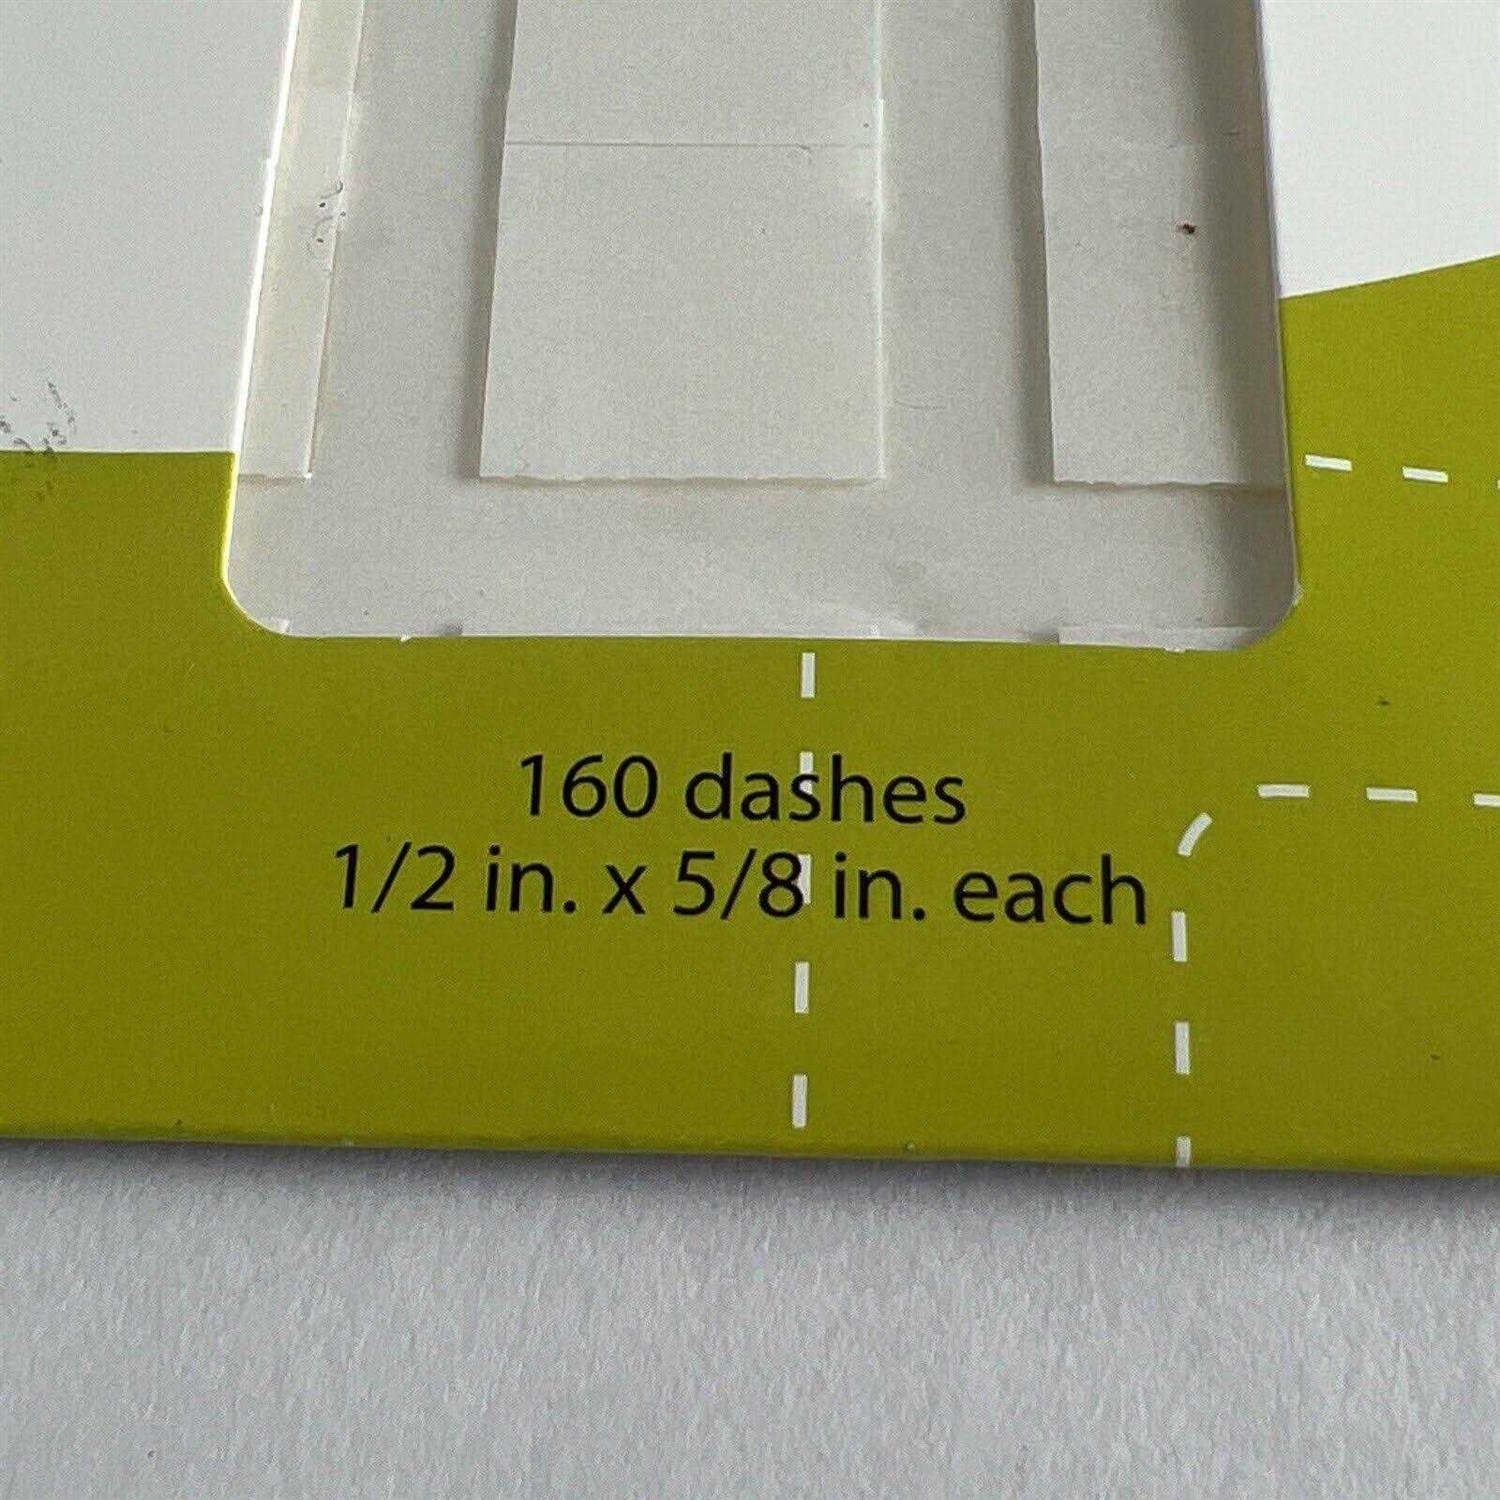 160 dashes
1/2 in. x 5/8 in. each